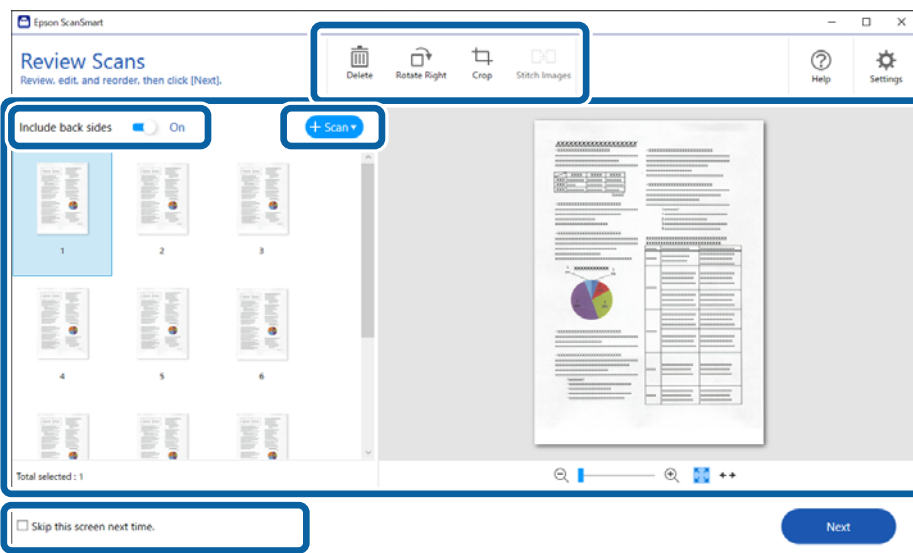 Epson ScanSmart
Review Scans
Review, edit, and reorder, then click [Next].
Delete
Rotate Right
Crop
Stitch Images
Help
Settings
Include back sides
On
+ Scan
1
2
3
4
5
6
Total selected : 1
Skip this screen next time.
Next